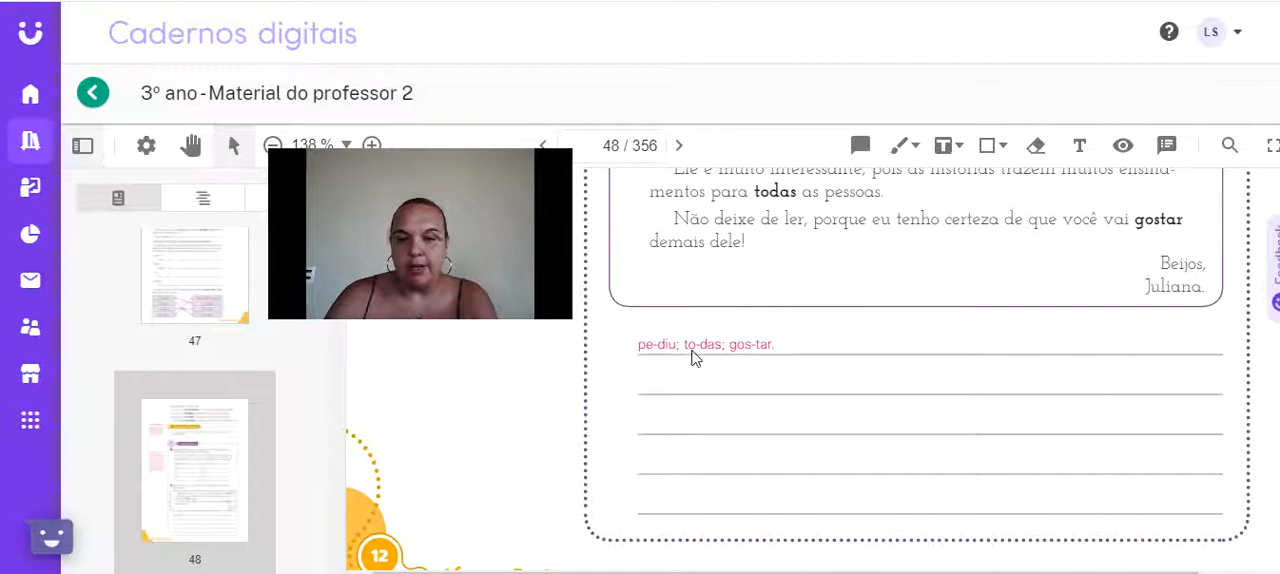 Cadernos digitais
LS
3º ano - Material do professor 2
138 %
48 / 356
Ele é muito interessante, pois as histórias trazem muitos ensina-
mentos para todas as pessoas.
Não deixe de ler, porque eu tenho certeza de que você vai gostar
demais dele!
Beijos,
Juliana.
pe-diu; to-das; gos-tar.
47
48
12
Feedback